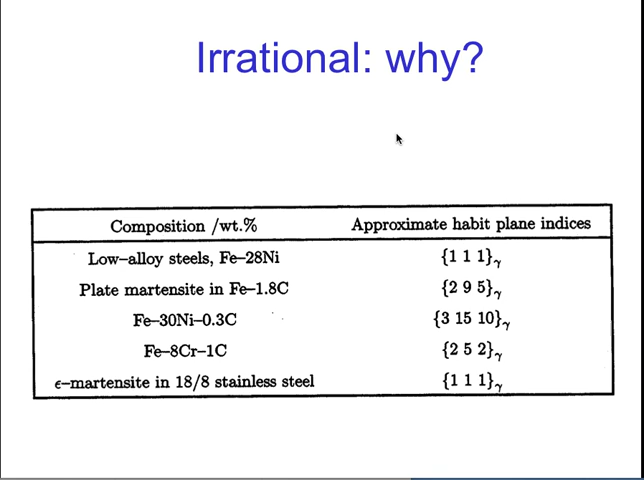 Irrational: why?
Composition /wt.% Approximate habit plane indices
Low–alloy steels, Fe–28Ni {1 1 1}γ
Plate martensite in Fe–1.8C {2 9 5}γ
Fe–30Ni–0.3C {3 15 10}γ
Fe–8Cr–1C {2 5 2}γ
ϵ–martensite in 18/8 stainless steel {1 1 1}γ